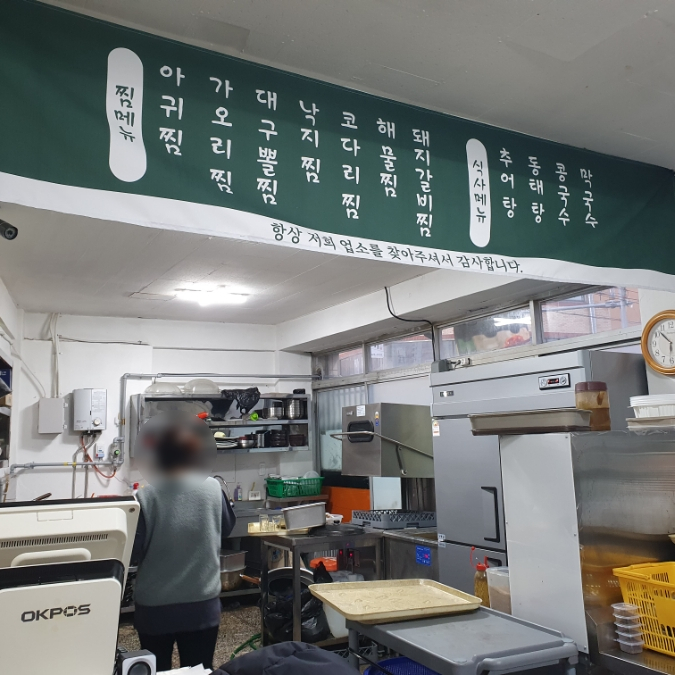 찜메뉴
아귀찜
가오리찜
대구뽈찜
낙지찜
코다리찜
해물찜
돼지갈비찜
식사메뉴
추어탕
동태탕
콩국수
막국수
항상 저희 업소를 찾아주셔서 감사합니다.
OKPOS